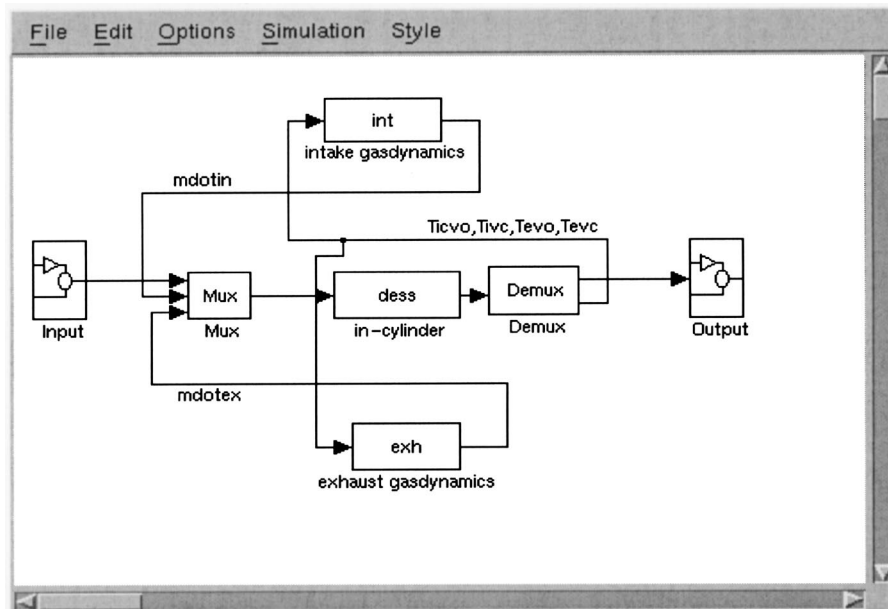 File Edit Options Simulation Style
int
intake gasdynamics
mdotin
Ticvo,Tivc,Tevo,Tevc
Mux
dess
Demux
Input
Mux
in-cylinder
Demux
Output
mdotex
exh
exhaust gasdynamics